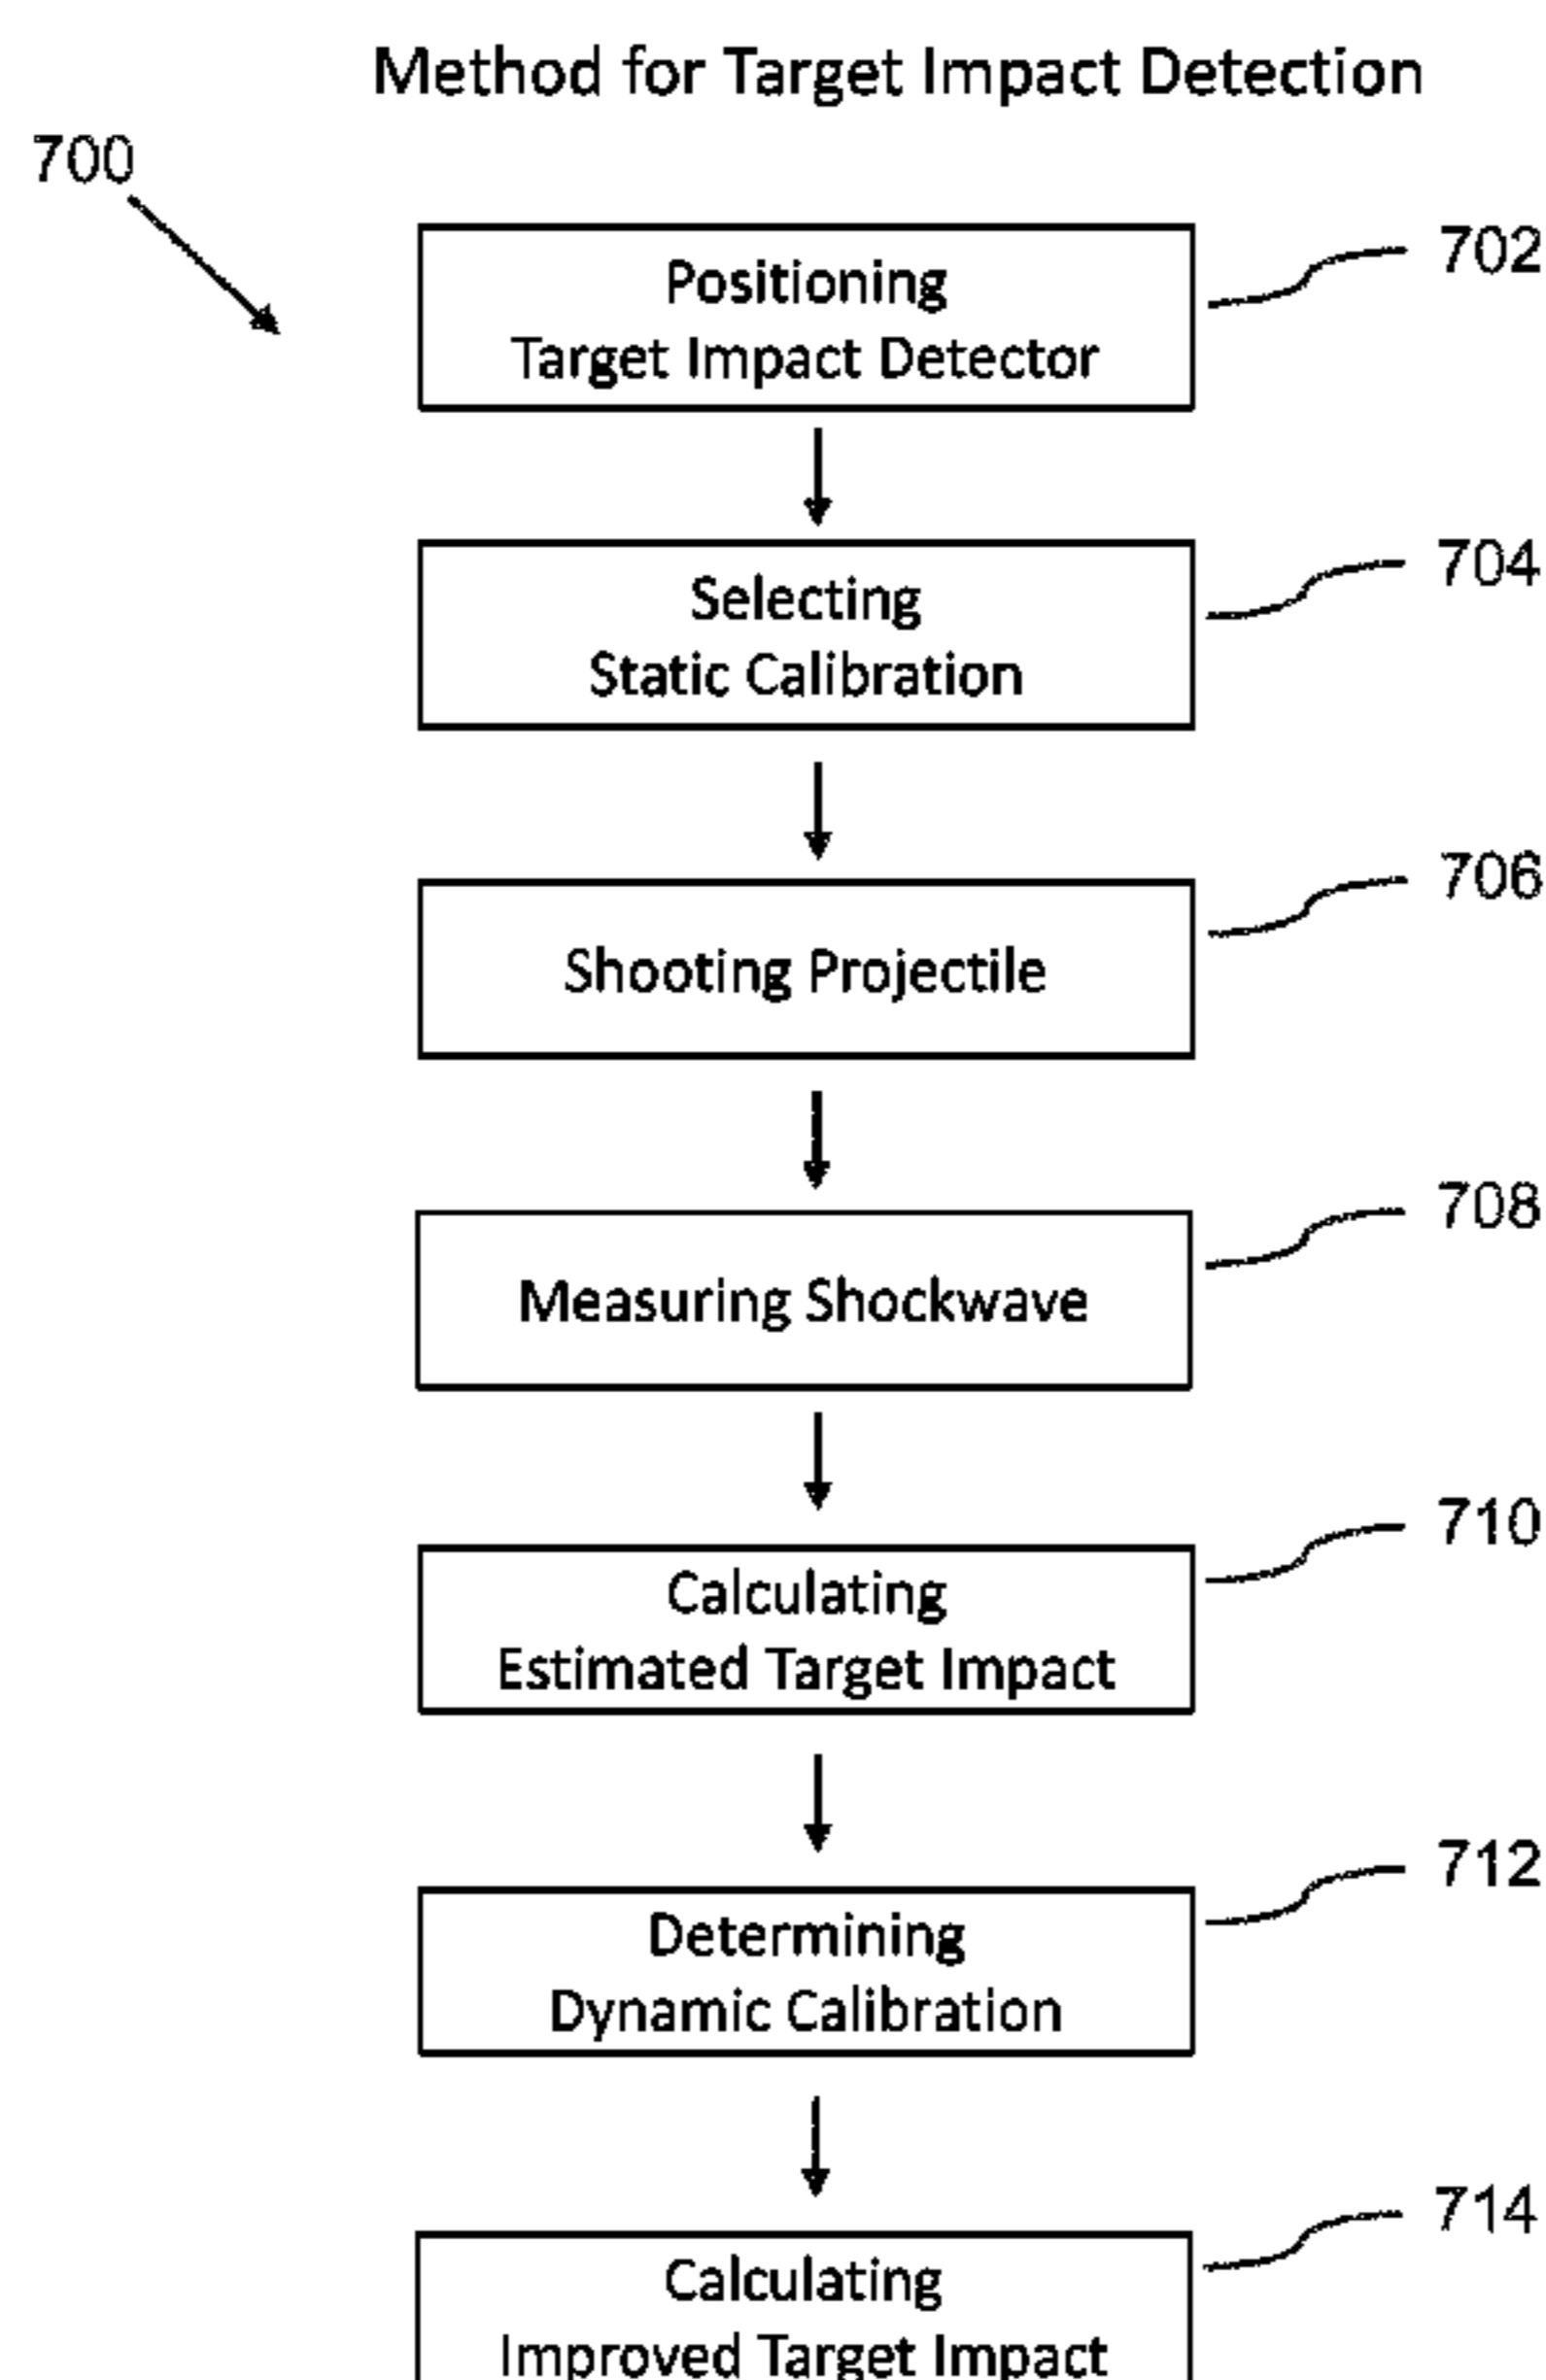 Method for Target Impact Detection
700
Positioning
Target Impact Detector
702
Selecting
Static Calibration
704
Shooting Projectile
706
Measuring Shockwave
708
Calculating
Estimated Target Impact
710
Determining
Dynamic Calibration
712
Calculating
Improved Target Impact
714